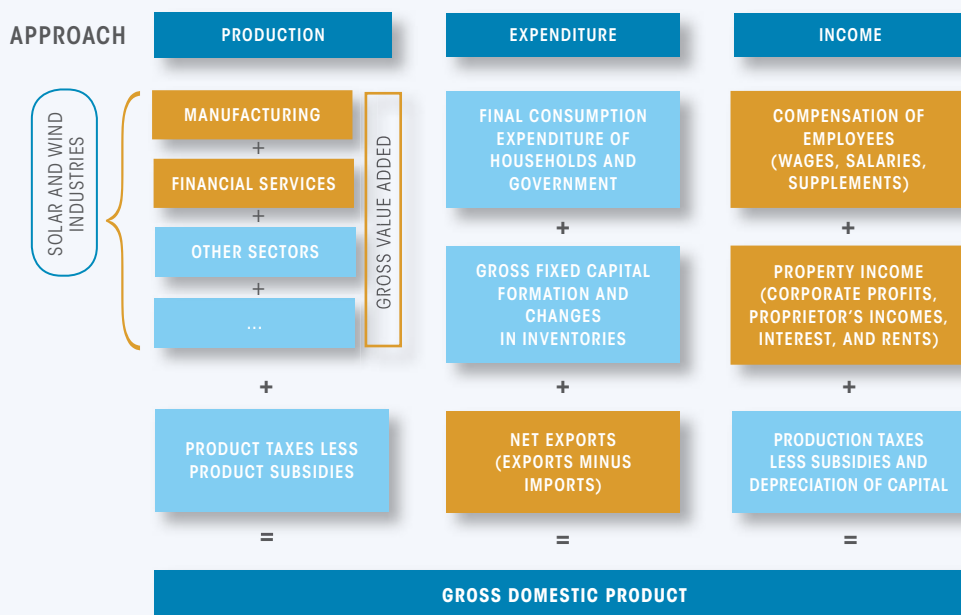 APPROACH
PRODUCTION
EXPENDITURE
INCOME
SOLAR AND WIND
INDUSTRIES
MANUFACTURING
+
FINANCIAL SERVICES
+
OTHER SECTORS
+
...
GROSS VALUE ADDED
+
PRODUCT TAXES LESS
PRODUCT SUBSIDIES
=
FINAL CONSUMPTION
EXPENDITURE OF
HOUSEHOLDS AND
GOVERNMENT
+
GROSS FIXED CAPITAL
FORMATION AND
CHANGES
IN INVENTORIES
+
NET EXPORTS
(EXPORTS MINUS
IMPORTS)
=
COMPENSATION OF
EMPLOYEES
(WAGES, SALARIES,
SUPPLEMENTS)
+
PROPERTY INCOME
(CORPORATE PROFITS,
PROPRIETOR'S INCOMES,
INTEREST, AND RENTS)
+
PRODUCTION TAXES
LESS SUBSIDIES AND
DEPRECIATION OF CAPITAL
=
GROSS DOMESTIC PRODUCT